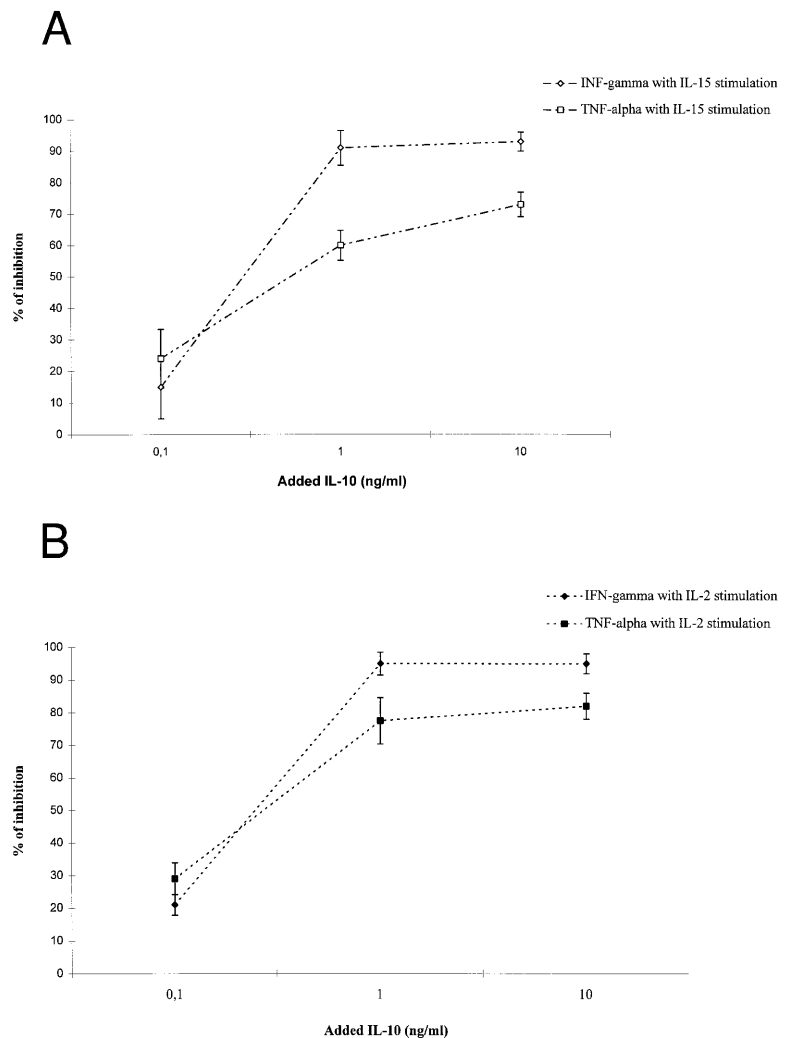 A
INF-gamma with IL-15 stimulation
TNF-alpha with IL-15 stimulation
100
90
80
70
60
50
40
30
20
10
0
% of inhibition
0,1
1
10
Added IL-10 (ng/ml)
B
IFN-gamma with IL-2 stimulation
TNF-alpha with IL-2 stimulation
100
90
80
70
60
50
40
30
20
10
0
% of inhibition
0,1
1
10
Added IL-10 (ng/ml)